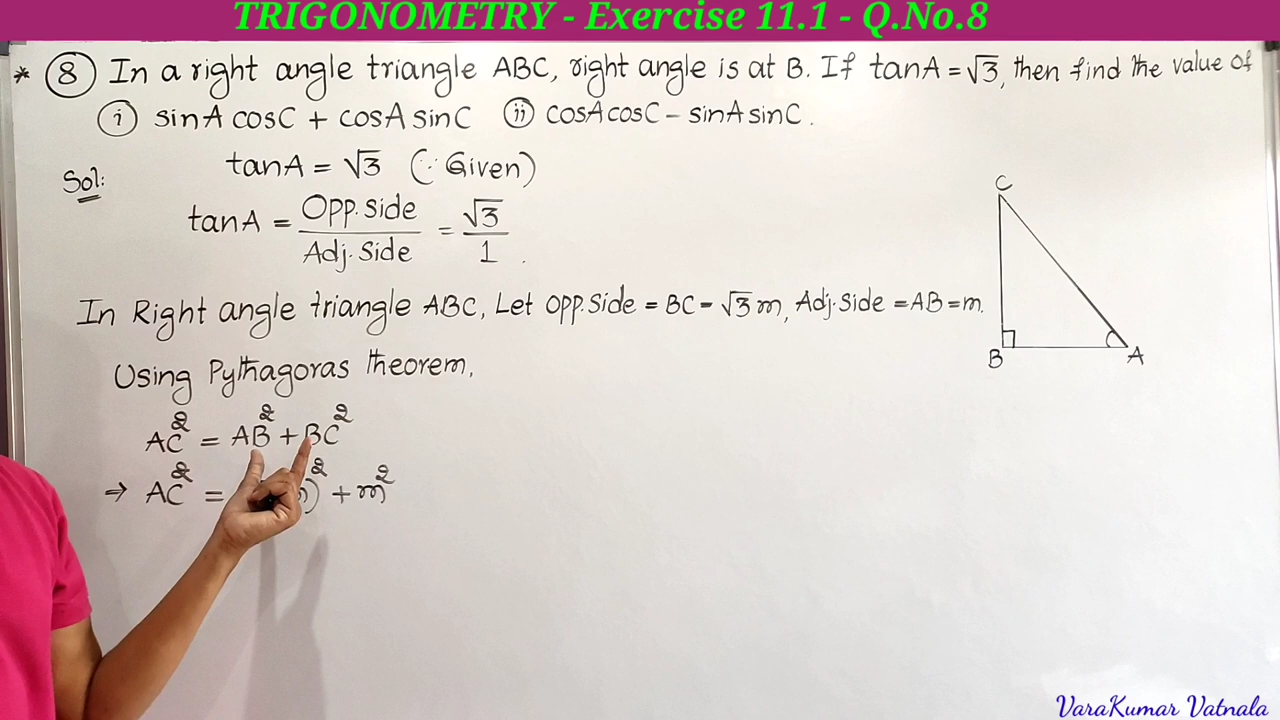 TRIGONOMETRY - Exercise 11.1 - Q.No.8
* ⑧ In a right angle triangle ABC, right angle is at B. If tanA = √3, then find the value of
(i) sinA cosC + cosA sinC (ii) cosA cosC - sinA sinC.
Sol: tanA = √3 (∵ Given)
tanA = Opp. side / Adj. Side = √3 / 1 .
In Right angle triangle ABC, Let opp. Side = BC = √3 m, Adj. Side = AB = m.
Using Pythagoras theorem,
AC² = AB² + BC²
⇒ AC² = )² + m²
C
B
A
VaraKumar Vatnala